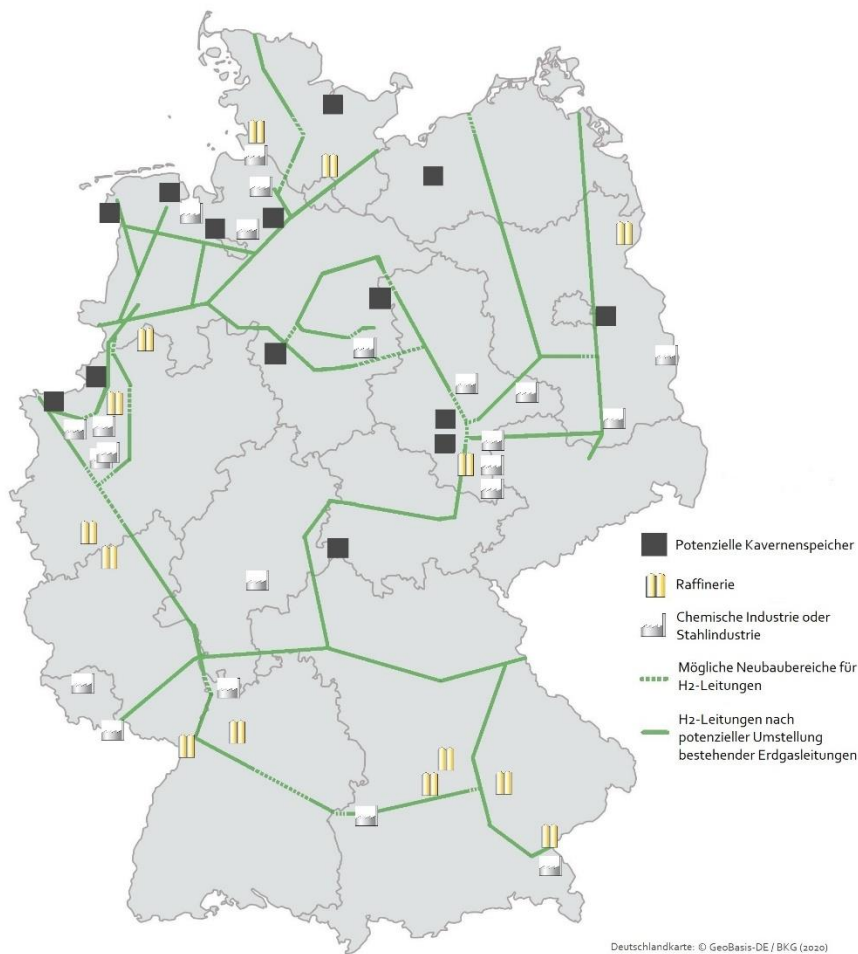 Potenzielle Kavernenspeicher
Raffinerie
Chemische Industrie oder
Stahlindustrie
Mögliche Neubaubereiche für
H2-Leitungen
H2-Leitungen nach
potenzieller Umstellung
bestehender Erdgasleitungen
Deutschlandkarte: © GeoBasis-DE / BKG (2020)